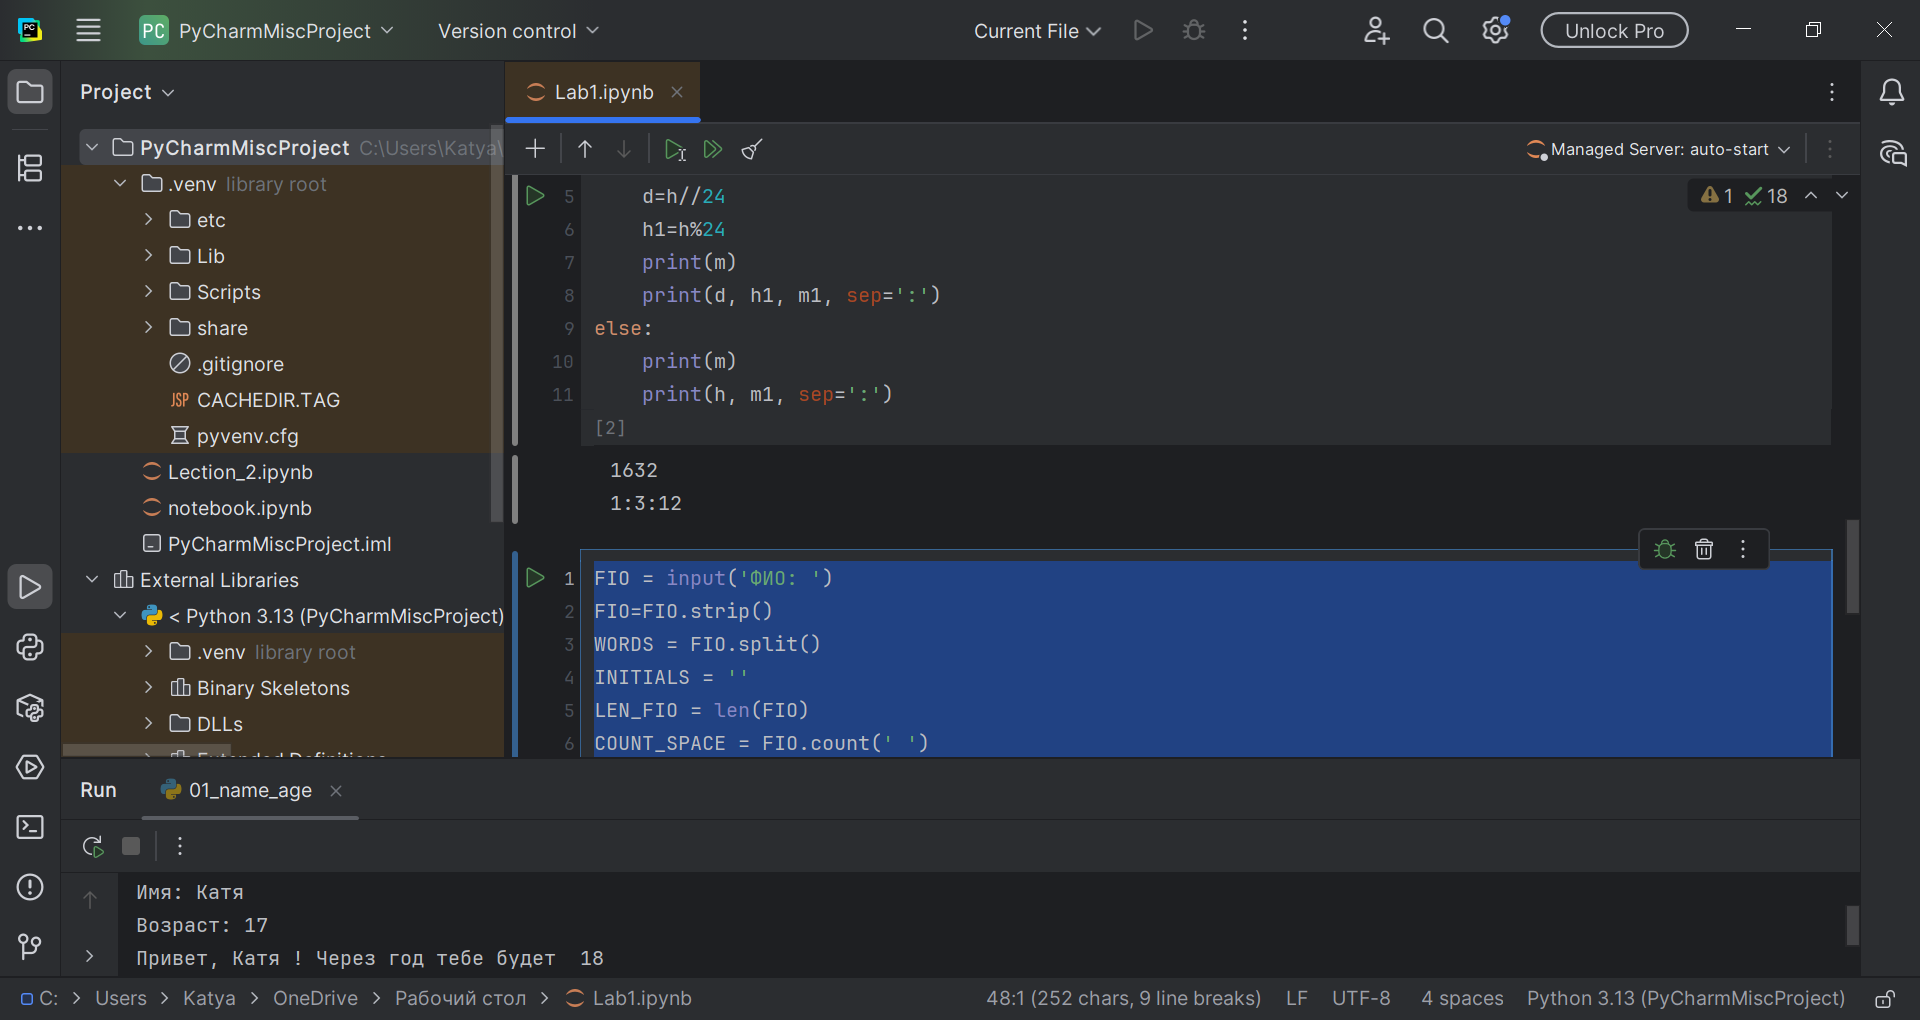 PC PyCharmMiscProject Version control Current File Unlock Pro
Project
Lab1.ipynb
PyCharmMiscProject C:\Users\Katya\
.venv library root
etc
Lib
Scripts
share
.gitignore
JSP CACHEDIR.TAG
pyvenv.cfg
Lection_2.ipynb
notebook.ipynb
PyCharmMiscProject.iml
External Libraries
< Python 3.13 (PyCharmMiscProject)
.venv library root
Binary Skeletons
DLLs
Extended Definitions
Managed Server: auto-start
1 18
5 d=h//24
6 h1=h%24
7 print(m)
8 print(d, h1, m1, sep=':')
9 else:
10 print(m)
11 print(h, m1, sep=':')
[2]
1632
1:3:12
1 FIO = input('ФИО: ')
2 FIO=FIO.strip()
3 WORDS = FIO.split()
4 INITIALS = ''
5 LEN_FIO = len(FIO)
6 COUNT_SPACE = FIO.count(' ')
Run 01_name_age
Имя: Катя
Возраст: 17
Привет, Катя ! Через год тебе будет  18
C: > Users > Katya > OneDrive > Рабочий стол > Lab1.ipynb 48:1 (252 chars, 9 line breaks) LF UTF-8 4 spaces Python 3.13 (PyCharmMiscProject)